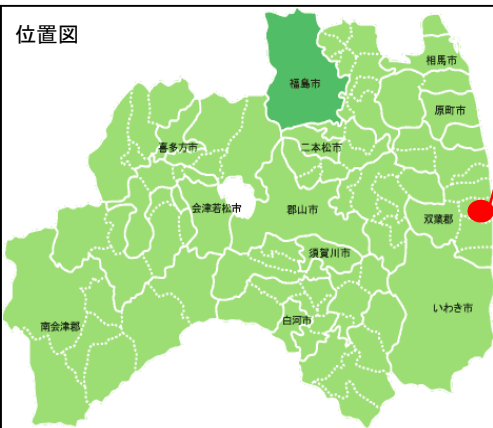 位置図
福島市
相馬市
原町市
喜多方市
二本松市
会津若松市
郡山市
双葉郡
須賀川市
いわき市
白河市
南会津郡